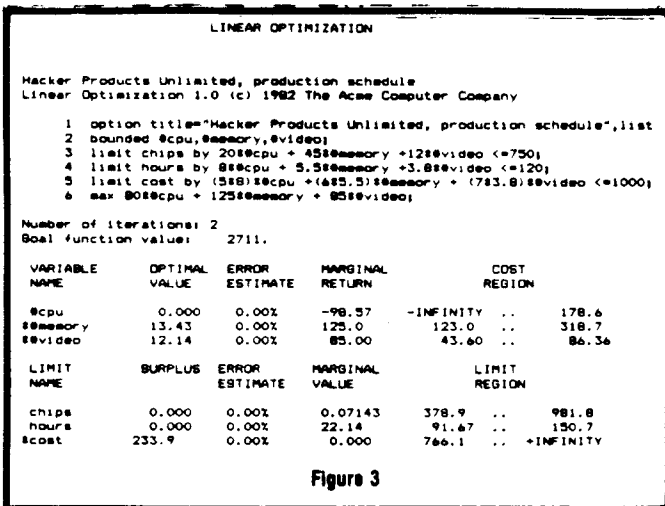 LINEAR OPTIMIZATION
Hacker Products Unlimited, production schedule
Linear Optimization 1.0 (c) 1982 The Acme Computer Company
1 option title="Hacker Products Unlimited, production schedule",list
2 bounded @cpu,@memory,@video;
3 limit chips by 20*@cpu + 45*@memory +12*@video <=750;
4 limit hours by 8*@cpu + 5.5*@memory +3.8*@video <=120;
5 limit cost by (5*8)*@cpu +(6*5.5)*@memory + (7*3.8)*@video <=1000;
6 max 80*@cpu + 125*@memory + 85*@video;
Number of iterations: 2
Goal function value: 2711.
VARIABLE OPTIMAL ERROR MARGINAL COST
NAME VALUE ESTIMATE RETURN REGION
@cpu 0.000 0.00% -98.57 -INFINITY .. 178.6
*@memory 13.43 0.00% 125.0 123.0 .. 318.7
*@video 12.14 0.00% 85.00 43.60 .. 86.36
LIMIT SURPLUS ERROR MARGINAL LIMIT
NAME ESTIMATE VALUE REGION
chips 0.000 0.00% 0.07143 378.9 .. 981.8
hours 0.000 0.00% 22.14 91.67 .. 150.7
*cost 233.9 0.00% 0.000 766.1 .. +INFINITY
Figure 3